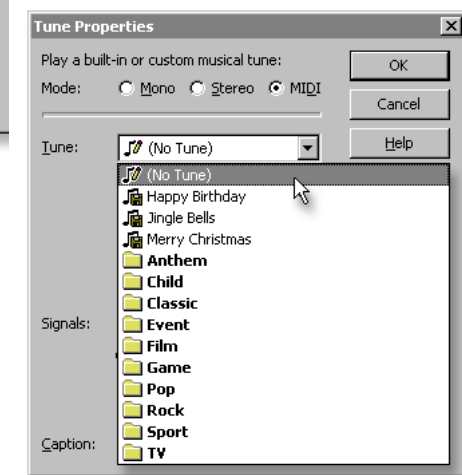 Tune Properties
Play a built-in or custom musical tune:
OK
Mode: Mono Stereo MIDI
Cancel
Tune: (No Tune)
Help
(No Tune)
Happy Birthday
Jingle Bells
Merry Christmas
Anthem
Child
Classic
Signals: Event
Film
Game
Pop
Rock
Sport
Caption: TV